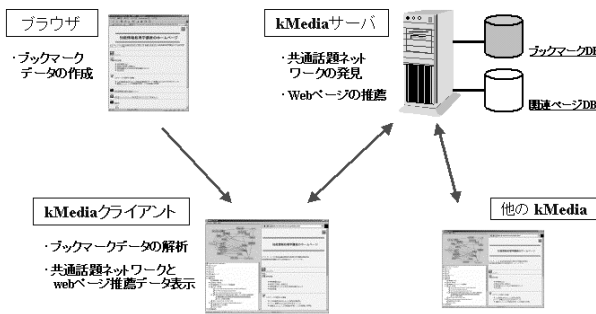 ブラウザ
・ブックマーク
データの作成
kMediaサーバ
・共通話題ネット
ワークの発見
・Webページの推薦
ブックマークDB
関連ページDB
kMediaクライアント
・ブックマークデータの解析
・共通話題ネットワークと
webページ推薦データ表示
他の kMedia